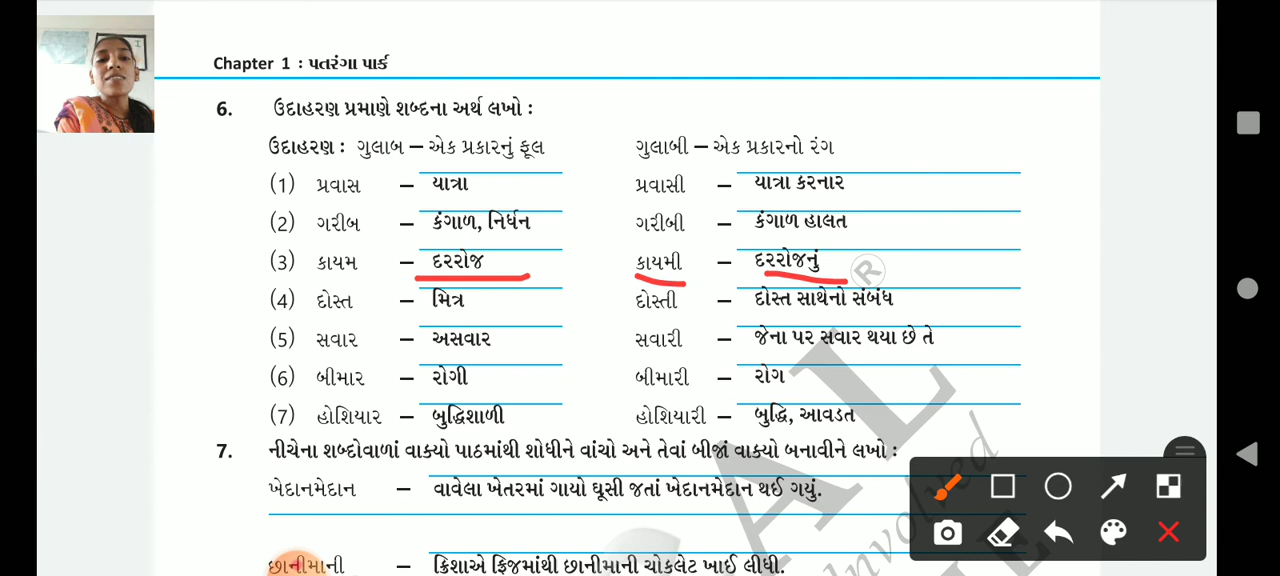 Chapter 1 : પતરંગા પાર્ક
6. ઉદાહરણ પ્રમાણે શબ્દના અર્થ લખો :
ઉદાહરણ : ગુલાબ – એક પ્રકારનું ફૂલ ગુલાબી – એક પ્રકારનો રંગ
(1) પ્રવાસ – યાત્રા પ્રવાસી – યાત્રા કરનાર
(2) ગરીબ – કંગાળ, નિર્ધન ગરીબી – કંગાળ હાલત
(3) કાયમ – દરરોજ કાયમી – દરરોજનું
(4) દોસ્ત – મિત્ર દોસ્તી – દોસ્ત સાથેનો સંબંધ
(5) સવાર – અસવાર સવારી – જેના પર સવાર થયા છે તે
(6) બીમાર – રોગી બીમારી – રોગ
(7) હોશિયાર – બુદ્ધિશાળી હોશિયારી – બુદ્ધિ, આવડત
7. નીચેના શબ્દોવાળાં વાક્યો પાઠમાંથી શોધીને વાંચો અને તેવાં બીજાં વાક્યો બનાવીને લખો :
ખેદાનમેદાન – વાવેલા ખેતરમાં ગાયો ઘૂસી જતાં ખેદાનમેદાન થઈ ગયું.
છાનીમાની – ક્રિશાએ ફ્રિજમાંથી છાનીમાની ચોકલેટ ખાઈ લીધી.